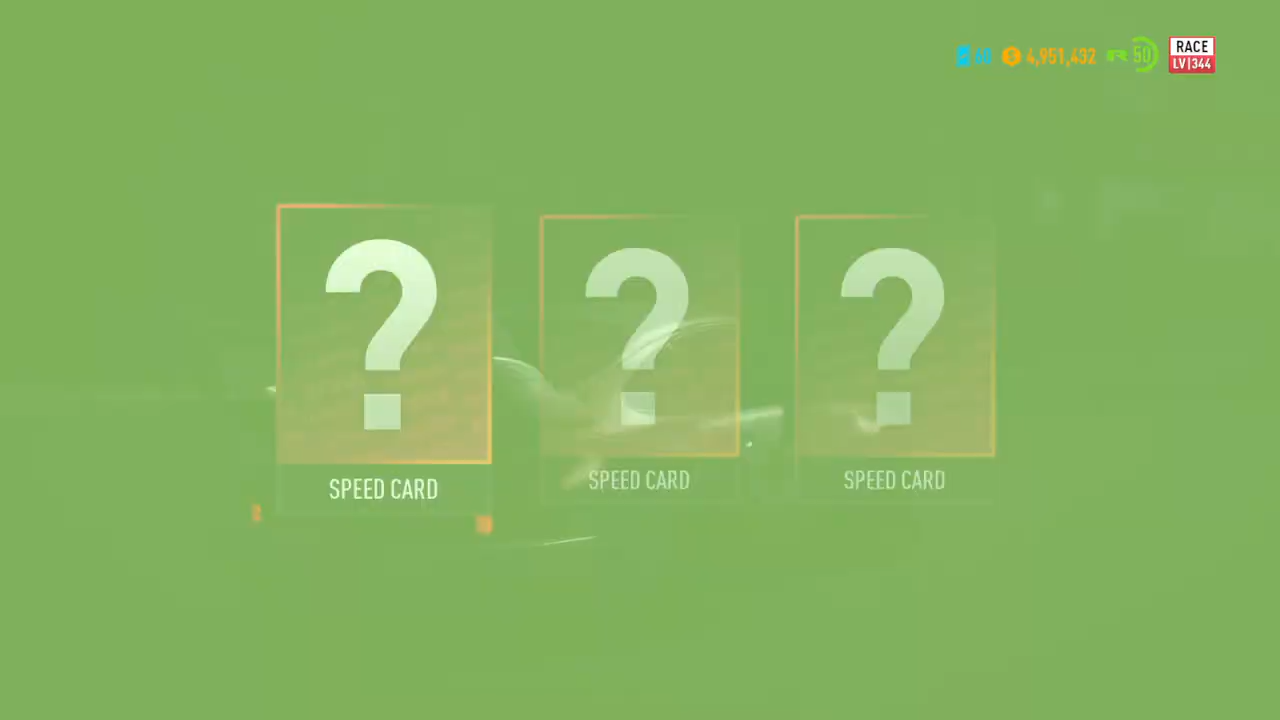 60 4,951,432 R 50 RACE
LV|344
? ? ?
SPEED CARD SPEED CARD SPEED CARD